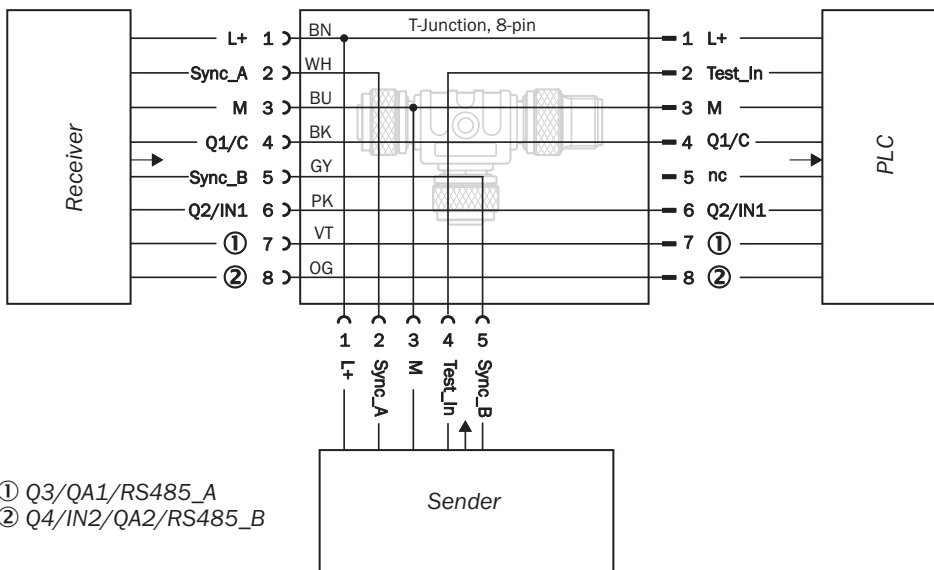 T-Junction, 8-pin
Receiver
PLC
L+ 1 BN 1 L+
Sync_A 2 WH 2 Test_In
M 3 BU 3 M
Q1/C 4 BK 4 Q1/C
Sync_B 5 GY 5 nc
Q2/IN1 6 PK 6 Q2/IN1
① 7 VT 7 ①
② 8 OG 8 ②
1 2 3 4 5
L+ Sync_A M Test_In Sync_B
Sender
① Q3/QA1/RS485_A
② Q4/IN2/QA2/RS485_B